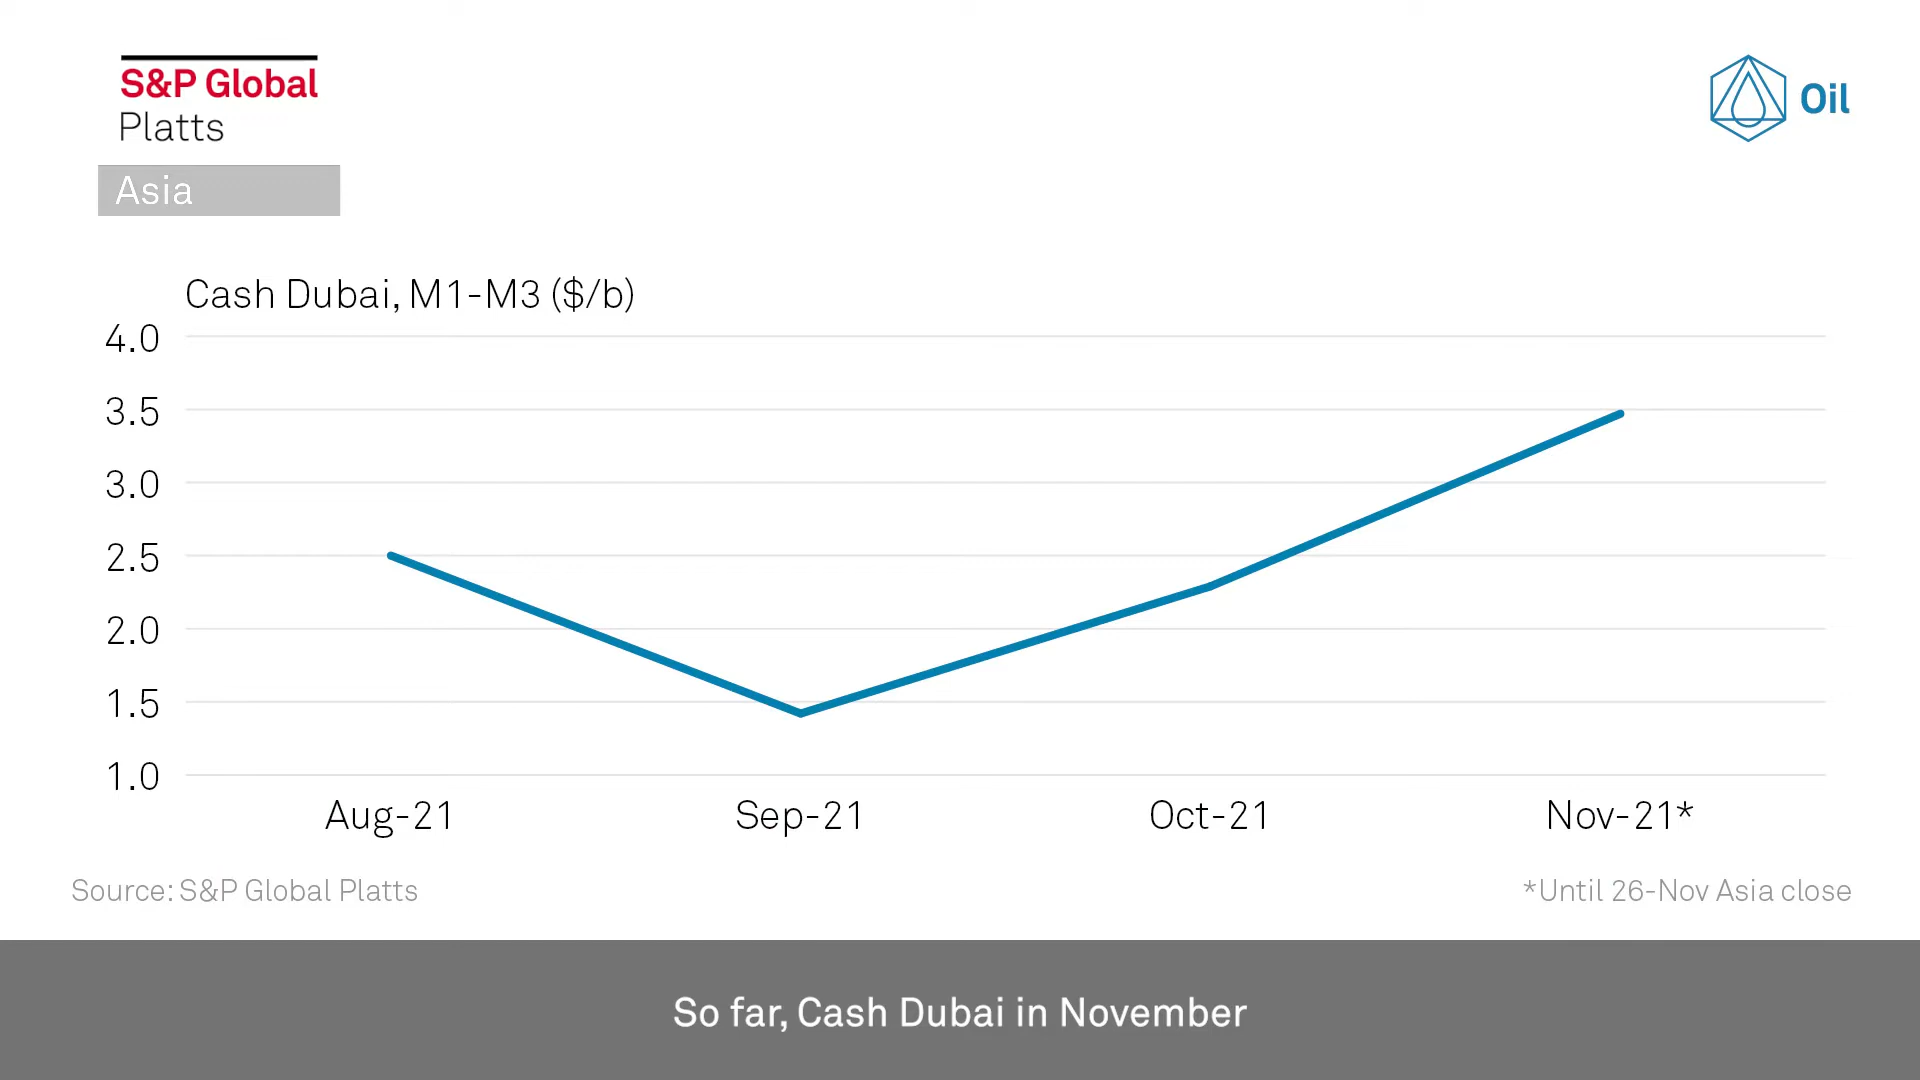 S&P Global
Platts
Oil
Asia
Cash Dubai, M1-M3 ($/b)
4.0
3.5
3.0
2.5
2.0
1.5
1.0
Aug-21 Sep-21 Oct-21 Nov-21*
Source: S&P Global Platts
*Until 26-Nov Asia close
So far, Cash Dubai in November